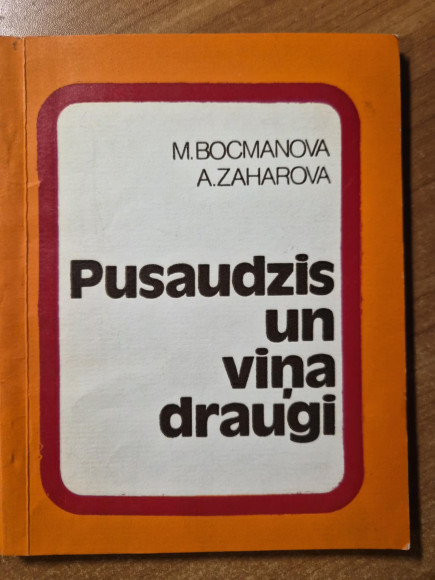 M.BOCMANOVA
A.ZAHAROVA
Pusaudzis
un
viņa
draugi